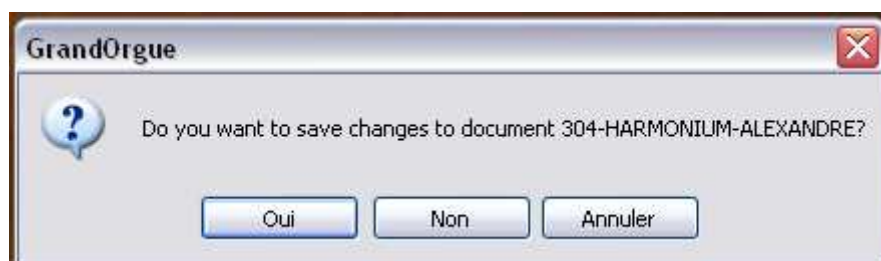 GrandOrgue
Do you want to save changes to document 304-HARMONIUM-ALEXANDRE?
Oui Non Annuler